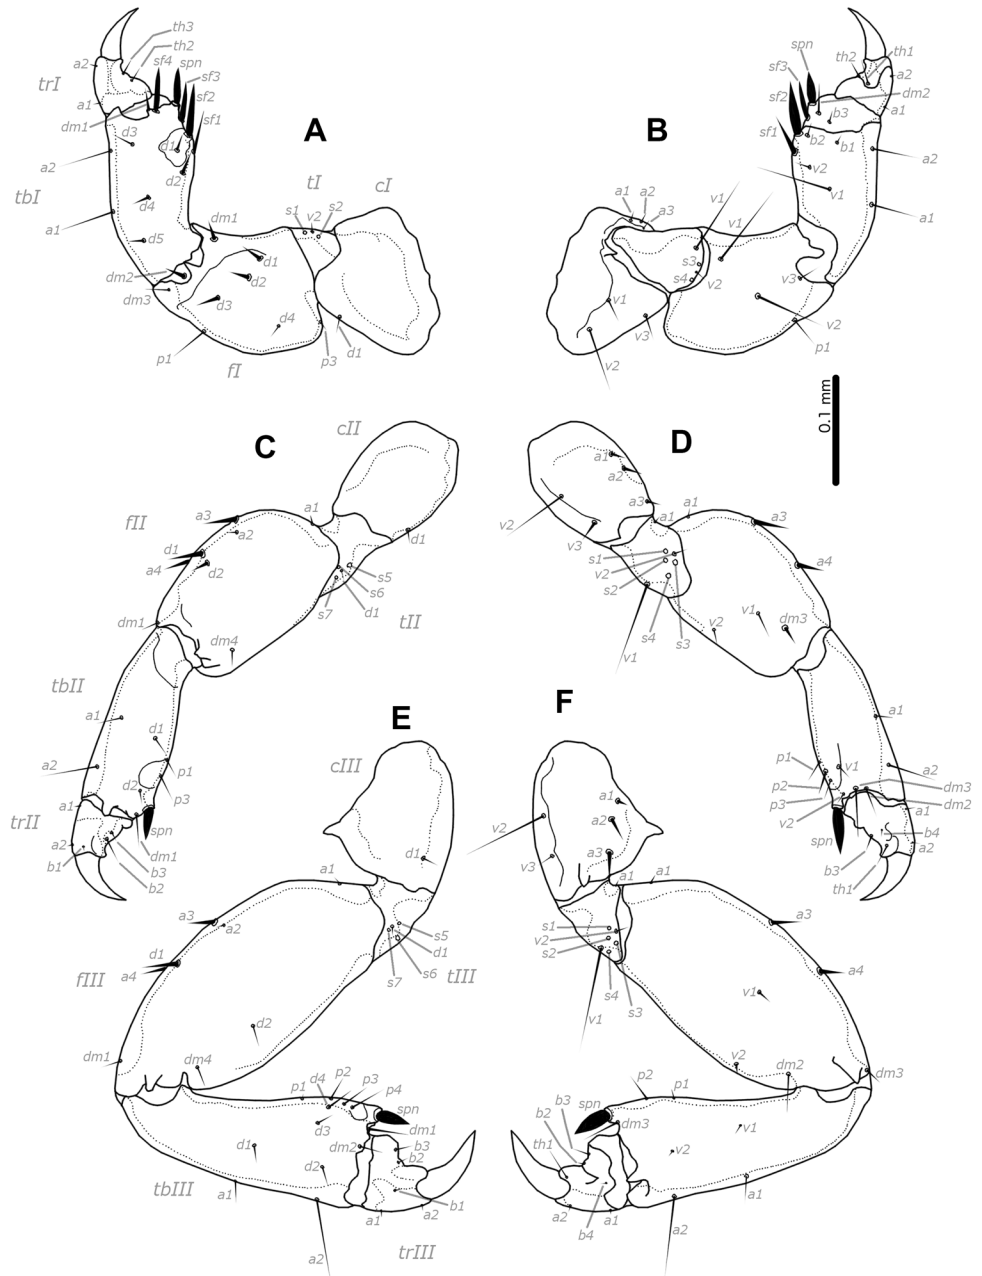 th3
th2
sf4 spn
a2
sf3
trI
sf2
a1
sf1
dm1
d3
d1
a2
d2
tbI
d4
a1
d5
dm1
dm2
d1
d2
dm3
d3
d4
p1
fI
p3
d1
A
tI
cI
s1 v2 s2
B
spn
th1
th2
sf3
a2
dm2
sf2
a1
b3
sf1
b2
b1
a2
v2
v1
a1
a1 a2
a3
v1
v1
s3
s4
v2
v3
v1
v3
v2
p1
v2
0.1 mm
C
cII
fII
a3
a1
a2
d1
a4
d2
d1
s5
s6
s7
d1
tII
dm1
dm4
tbII
a1
d1
a2
p1
d2
p3
a1
trII
spn
a2
dm1
b1
b3
b2
D
a1
a2
a3
v2
v3
a1
a1
a3
s1
v2
s2
a4
s4
s3
v1
v1
dm3
v2
a1
p1
v1
a2
p2
dm3
p3
dm2
v2
a1
spn
b4
a2
b3
th1
E
cIII
d1
a1
a3
a2
d1
a4
fIII
s5
d1
s6
s7
tIII
d2
dm1
dm4
p2
p1
d4
p3
p4
spn
d3
dm1
d1
dm2
b3
b2
d2
tbIII
a1
b1
a1
a2
a2
trIII
F
v2
a1
a2
v3
a3
a1
a1
s1
v2
s2
a3
s4
s3
v1
a4
v1
v2
dm2
dm3
p2
p1
b3
spn
b2
dm3
th1
v1
v2
a2
a1
a1
b4
a2